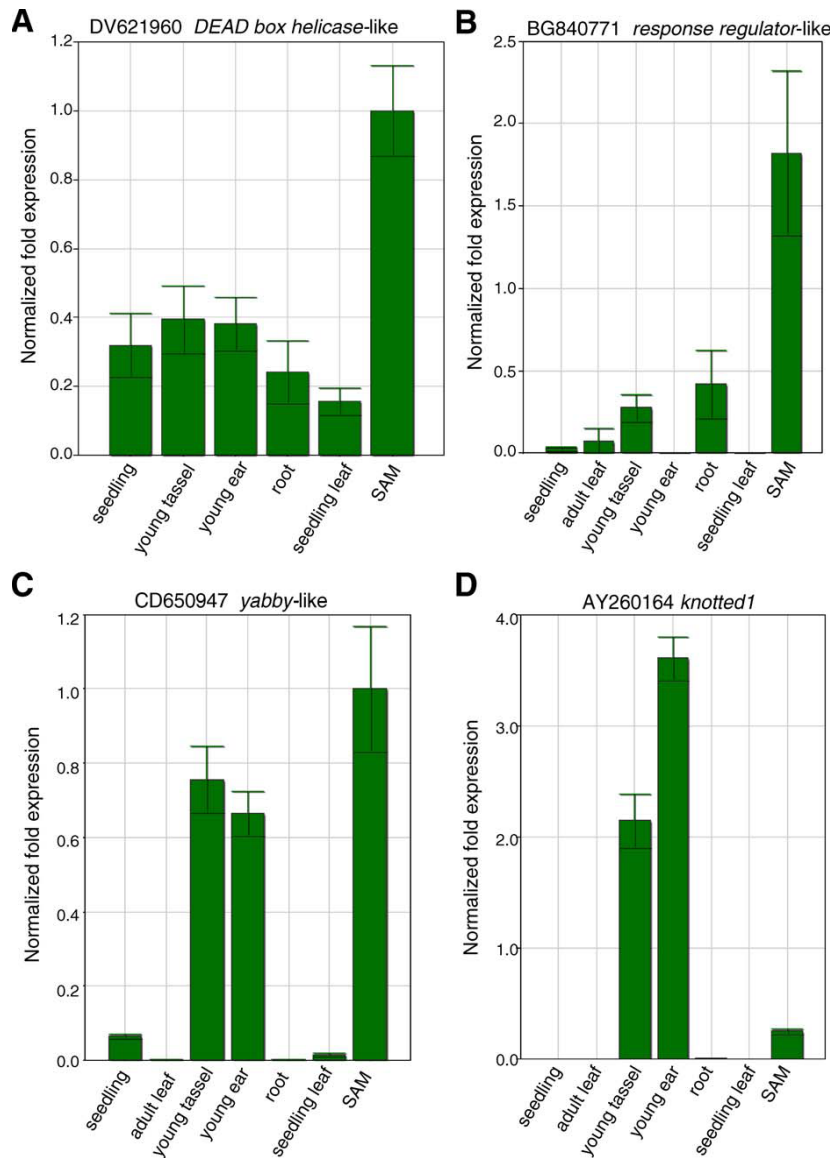 A
DV621960 DEAD box helicase-like
Normalized fold expression
1.2
1.0
0.8
0.6
0.4
0.2
0.0
seedling
young tassel
young ear
root
seedling leaf
SAM
B
BG840771 response regulator-like
Normalized fold expression
2.5
2.0
1.5
1.0
0.5
0.0
seedling
adult leaf
young tassel
young ear
root
seedling leaf
SAM
C
CD650947 yabby-like
Normalized fold expression
1.2
1.0
0.8
0.6
0.4
0.2
0.0
seedling
adult leaf
young tassel
young ear
root
seedling leaf
SAM
D
AY260164 knotted1
Normalized fold expression
4.0
3.0
2.0
1.0
0.0
seedling
adult leaf
young tassel
young ear
root
seedling leaf
SAM